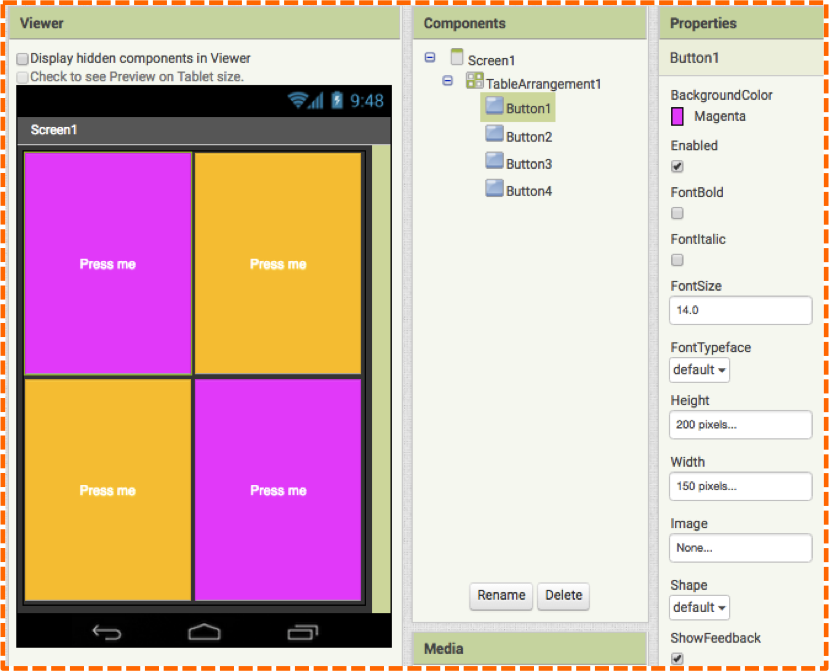 Viewer
Display hidden components in Viewer
Check to see Preview on Tablet size.
9:48
Screen1
Press me
Press me
Press me
Press me
Components
Screen1
TableArrangement1
Button1
Button2
Button3
Button4
Rename
Delete
Media
Properties
Button1
BackgroundColor
Magenta
Enabled
FontBold
FontItalic
FontSize
14.0
FontTypeface
default
Height
200 pixels...
Width
150 pixels...
Image
None...
Shape
default
ShowFeedback